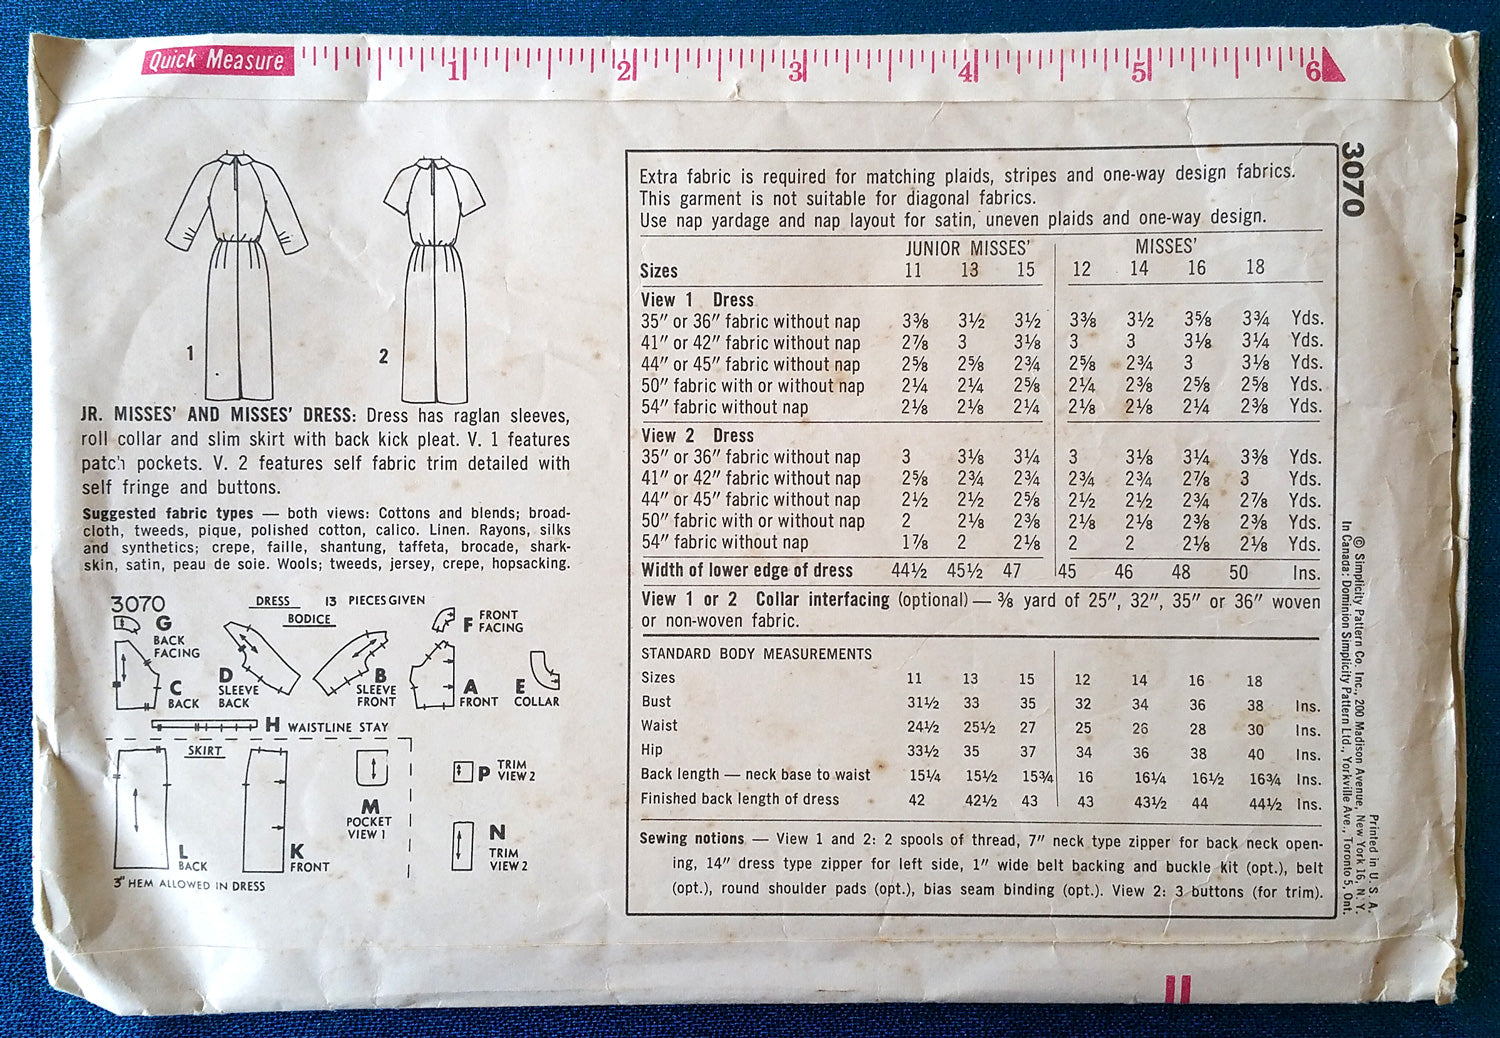 Quick Measure
1 2 3 4 5 6
1
2
JR. MISSES' AND MISSES' DRESS: Dress has raglan sleeves,
roll collar and slim skirt with back kick pleat. V. 1 features
patch pockets. V. 2 features self fabric trim detailed with
self fringe and buttons.
Suggested fabric types — both views: Cottons and blends; broad-
cloth, tweeds, pique, polished cotton, calico. Linen. Rayons, silks
and synthetics; crepe, faille, shantung, taffeta, brocade, shark-
skin, satin, peau de soie. Wools; tweeds, jersey, crepe, hopsacking.
3070
DRESS 13 PIECES GIVEN
BODICE
G
BACK
FACING
F FRONT
FACING
D
SLEEVE
BACK
B
SLEEVE
FRONT
C
BACK
A
FRONT
E
COLLAR
H WAISTLINE STAY
SKIRT
M
POCKET
VIEW 1
P TRIM
VIEW 2
N
TRIM
VIEW 2
L
BACK
K
FRONT
3" HEM ALLOWED IN DRESS
Extra fabric is required for matching plaids, stripes and one-way design fabrics.
This garment is not suitable for diagonal fabrics.
Use nap yardage and nap layout for satin, uneven plaids and one-way design.
JUNIOR MISSES' MISSES'
Sizes 11 13 15 12 14 16 18
View 1 Dress
35" or 36" fabric without nap 3⅜ 3½ 3½ 3⅜ 3½ 3⅝ 3¾ Yds.
41" or 42" fabric without nap 2⅞ 3 3⅛ 3 3 3⅛ 3¼ Yds.
44" or 45" fabric without nap 2⅝ 2⅝ 2¾ 2⅝ 2¾ 3 3⅛ Yds.
50" fabric with or without nap 2¼ 2¼ 2⅝ 2¼ 2⅜ 2⅝ 2⅝ Yds.
54" fabric without nap 2⅛ 2⅛ 2¼ 2⅛ 2⅛ 2¼ 2⅜ Yds.
View 2 Dress
35" or 36" fabric without nap 3 3⅛ 3¼ 3 3⅛ 3¼ 3⅜ Yds.
41" or 42" fabric without nap 2⅝ 2¾ 2¾ 2¾ 2¾ 2⅞ 3 Yds.
44" or 45" fabric without nap 2½ 2½ 2⅝ 2½ 2½ 2¾ 2⅞ Yds.
50" fabric with or without nap 2 2⅛ 2⅜ 2⅛ 2⅛ 2⅜ 2⅜ Yds.
54" fabric without nap 1⅞ 2 2⅛ 2 2 2⅛ 2⅛ Yds.
Width of lower edge of dress 44½ 45½ 47 45 46 48 50 Ins.
View 1 or 2 Collar interfacing (optional) — ⅜ yard of 25", 32", 35" or 36" woven
or non-woven fabric.
STANDARD BODY MEASUREMENTS
Sizes 11 13 15 12 14 16 18
Bust 31½ 33 35 32 34 36 38 Ins.
Waist 24½ 25½ 27 25 26 28 30 Ins.
Hip 33½ 35 37 34 36 38 40 Ins.
Back length — neck base to waist 15¼ 15½ 15¾ 16 16¼ 16½ 16¾ Ins.
Finished back length of dress 42 42½ 43 43 43½ 44 44½ Ins.
Sewing notions — View 1 and 2: 2 spools of thread, 7" neck type zipper for back neck open-
ing, 14" dress type zipper for left side, 1" wide belt backing and buckle kit (opt.), belt
(opt.), round shoulder pads (opt.), bias seam binding (opt.). View 2: 3 buttons (for trim).
3070
Printed in U. S. A.
© Simplicity Pattern Co. Inc., 200 Madison Avenue, New York 16, N. Y.
In Canada: Dominion Simplicity Pattern Ltd., Yorkville Ave., Toronto 5, Ont.